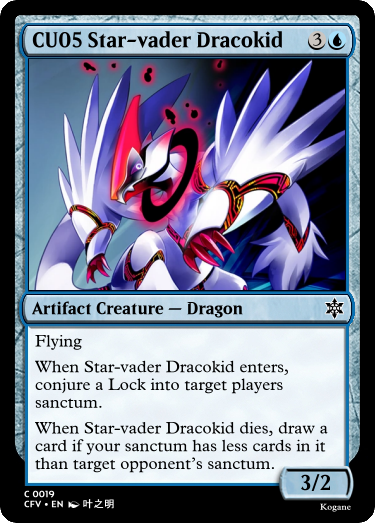 CU05 Star-vader Dracokid 3
Artifact Creature — Dragon
Flying
When Star-vader Dracokid enters,
conjure a Lock into target players
sanctum.
When Star-vader Dracokid dies, draw a
card if your sanctum has less cards in it
than target opponent's sanctum.
3/2
C 0019
CFV • EN 叶之明
Kogane